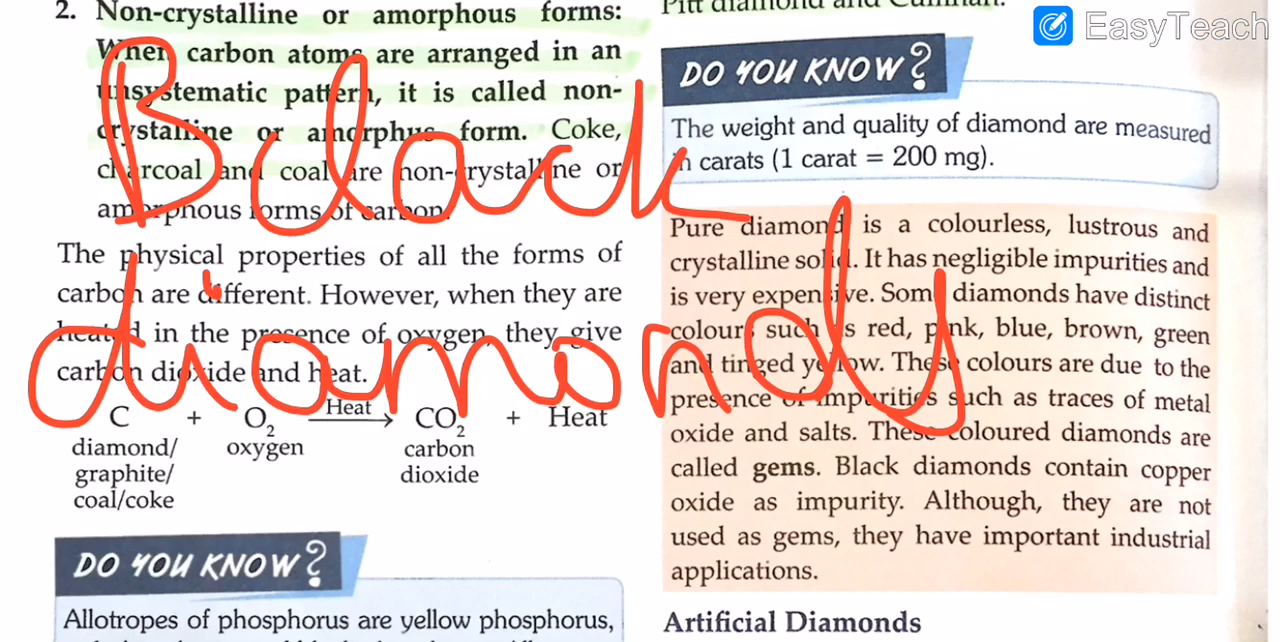 2. Non-crystalline or amorphous forms:
When carbon atoms are arranged in an
unsystematic pattern, it is called non-
crystalline or amorphus form. Coke,
charcoal and coal are non-crystalline or
amorphous forms of carbon.
The physical properties of all the forms of
carbon are different. However, when they are
heated in the presence of oxygen, they give
carbon dioxide and heat.
C + O2 Heat CO2 + Heat
diamond/ oxygen carbon
graphite/ dioxide
coal/coke
DO YOU KNOW?
Allotropes of phosphorus are yellow phosphorus,
Black
diamonds
Pitt diamond and
EasyTeach
DO YOU KNOW?
The weight and quality of diamond are measured
in carats (1 carat = 200 mg).
Pure diamond is a colourless, lustrous and
crystalline solid. It has negligible impurities and
is very expensive. Some diamonds have distinct
colours such as red, pink, blue, brown, green
and tinged yellow. These colours are due to the
presence of impurities such as traces of metal
oxide and salts. These coloured diamonds are
called gems. Black diamonds contain copper
oxide as impurity. Although, they are not
used as gems, they have important industrial
applications.
Artificial Diamonds